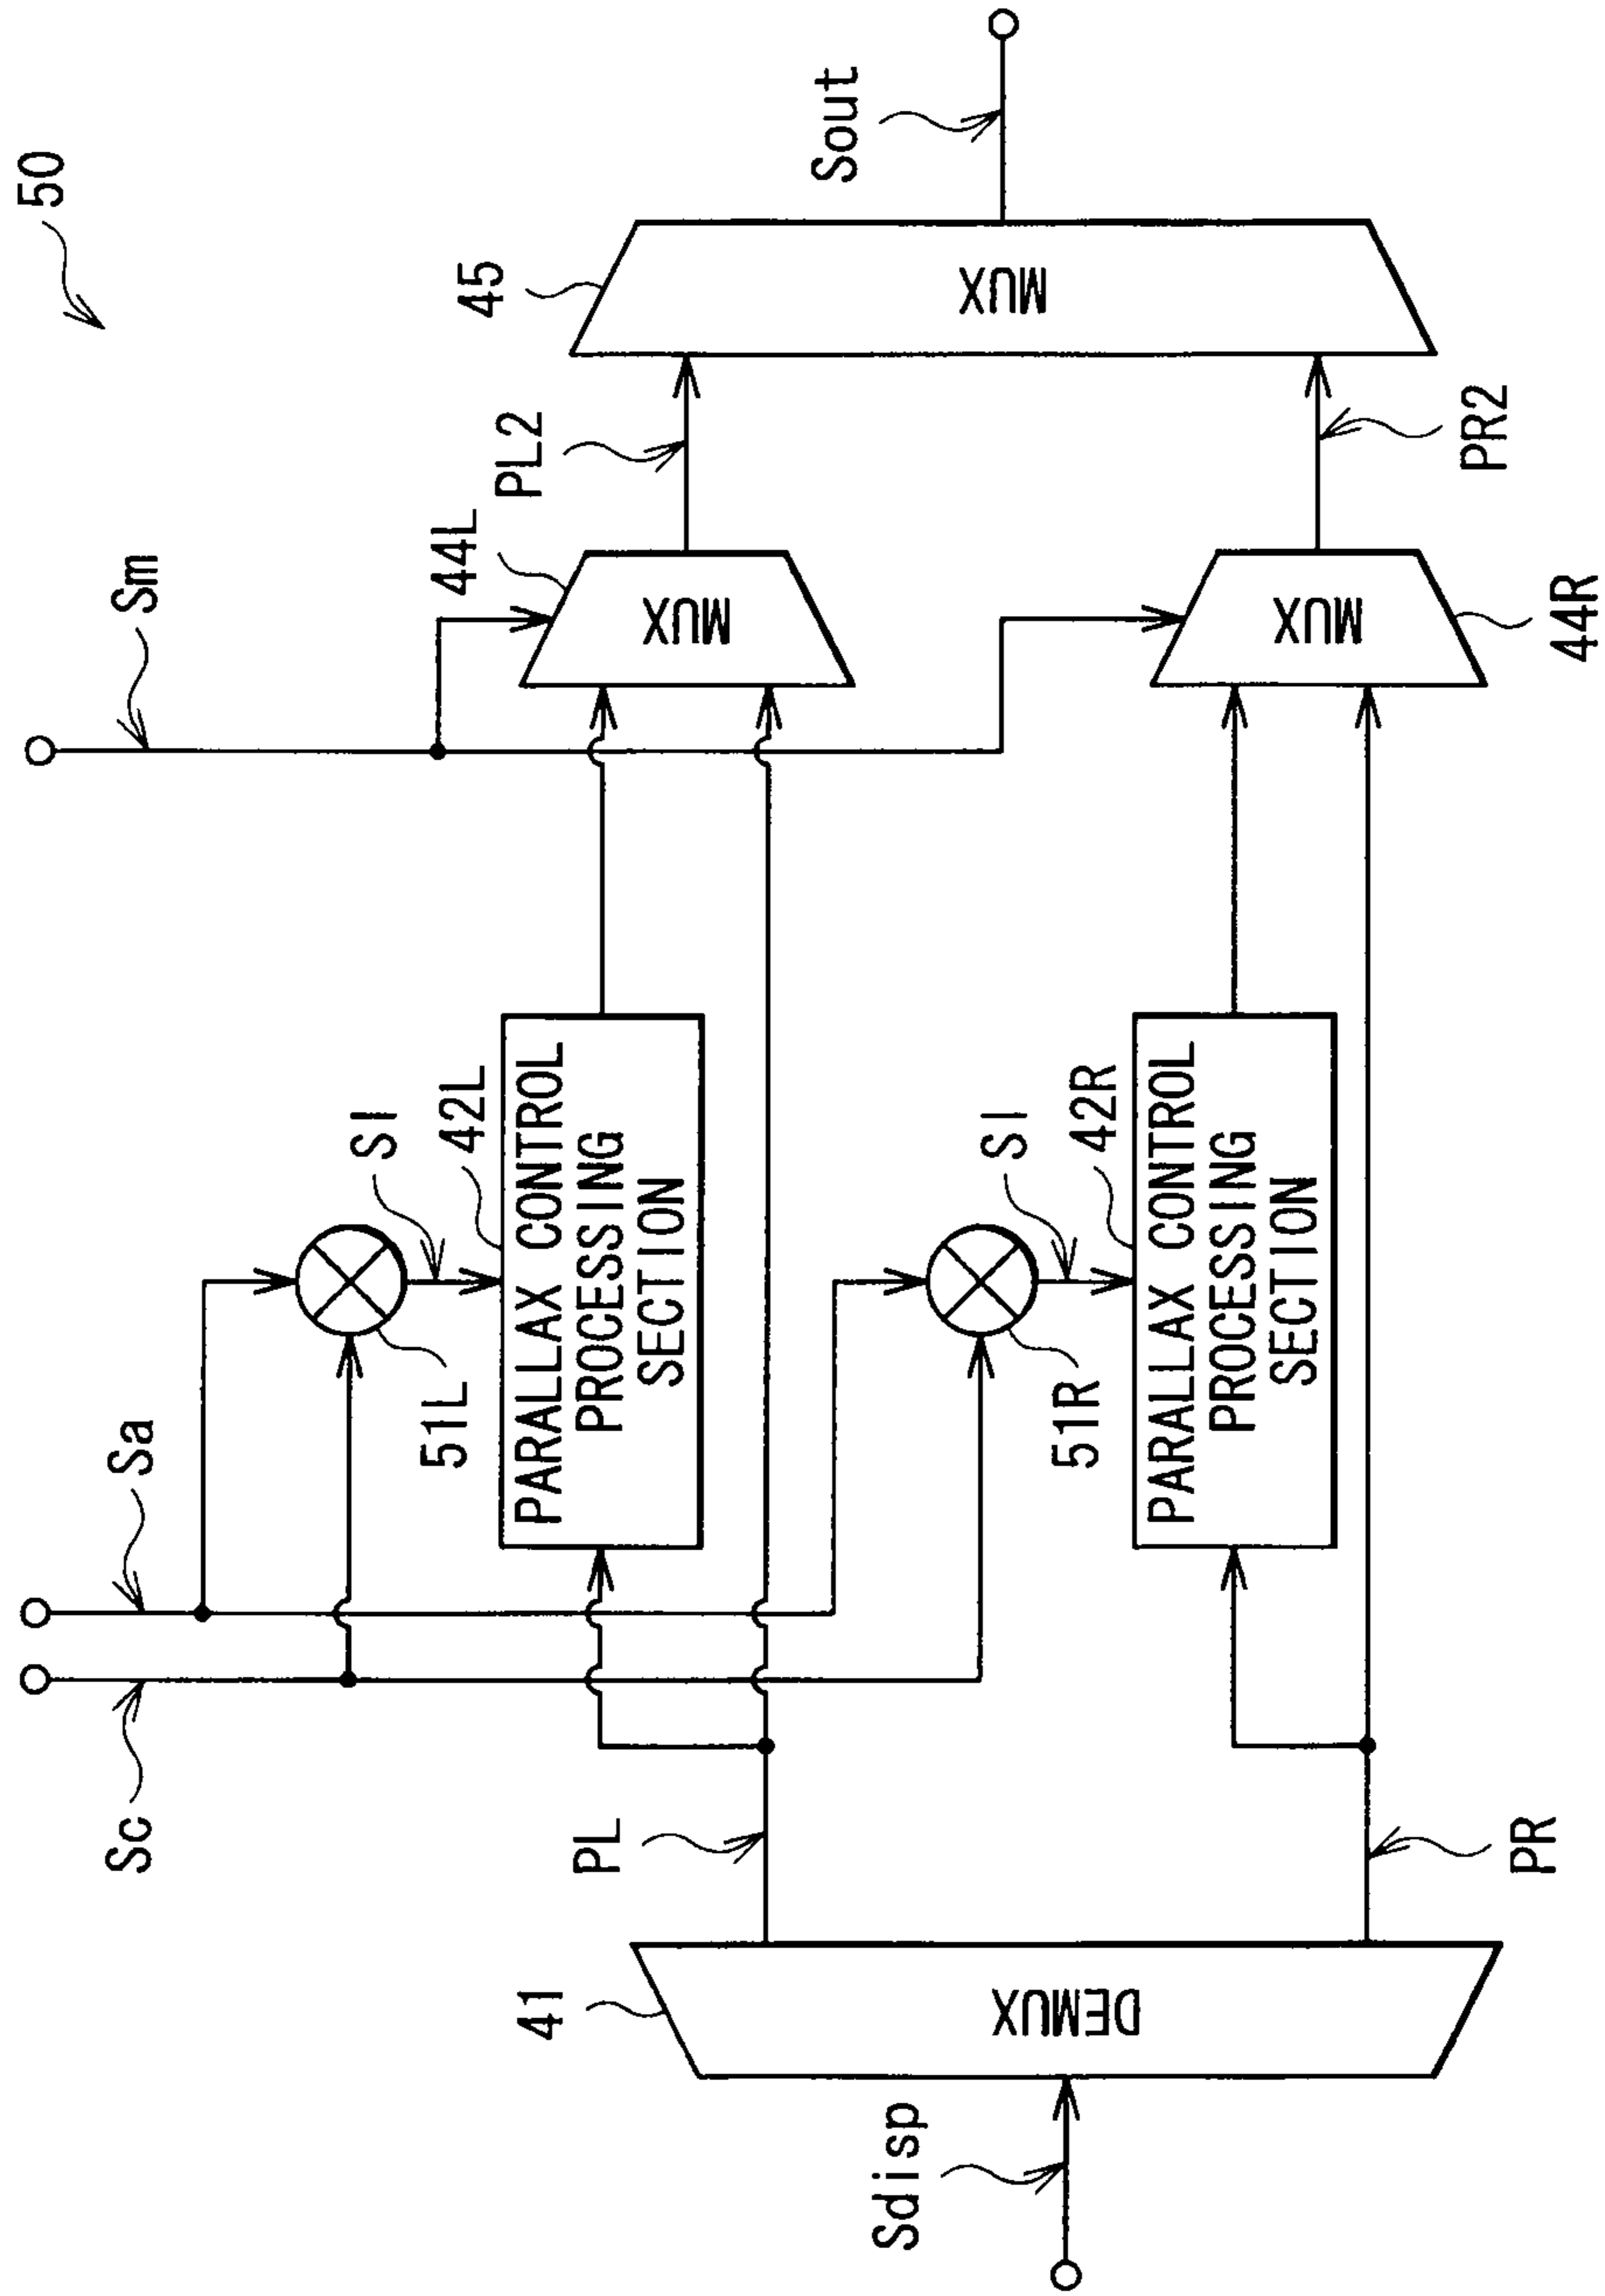 50
Sc
Sa
Sm
Sdisp
41
DEMUX
PL
PR
51L
SI
42L
PARALLAX CONTROL
PROCESSING
SECTION
51R
SI
42R
PARALLAX CONTROL
PROCESSING
SECTION
44L
MUX
PL2
44R
MUX
PR2
45
MUX
Sout